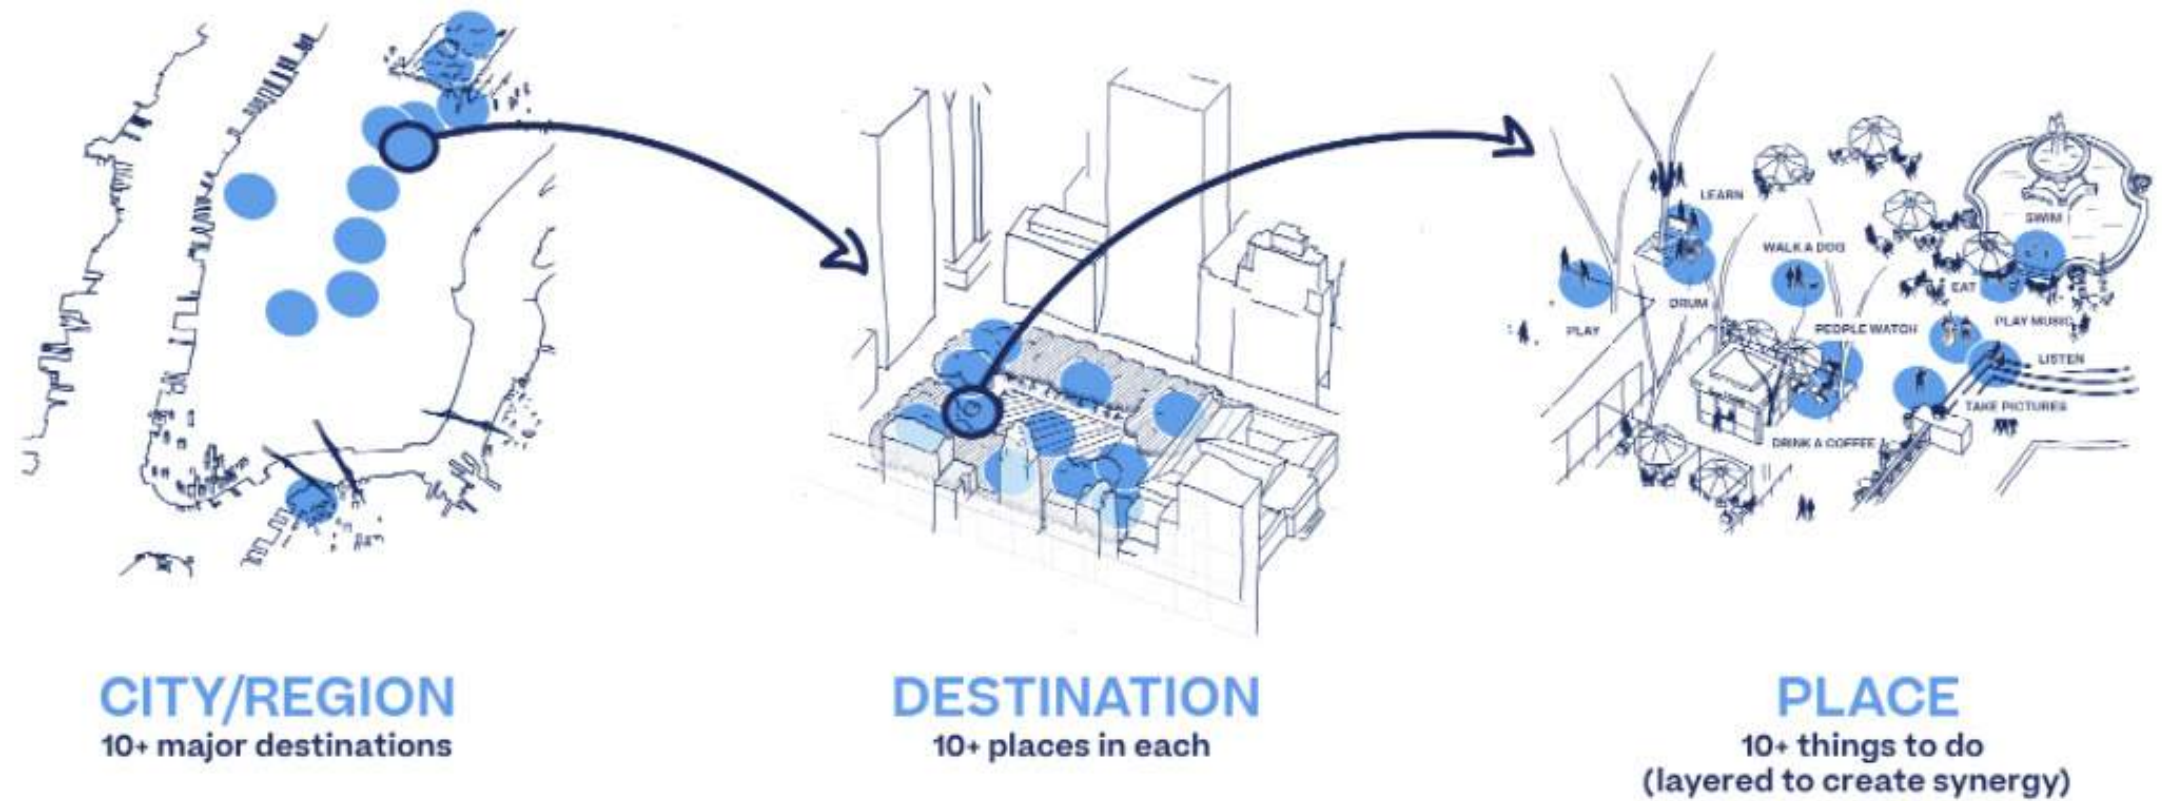 LEARN
SWIM
WALK A DOG
EAT
DRUM
PLAY
PEOPLE WATCH
PLAY MUSIC
LISTEN
TAKE PICTURES
DRINK A COFFEE
CITY/REGION
10+ major destinations
DESTINATION
10+ places in each
PLACE
10+ things to do
(layered to create synergy)